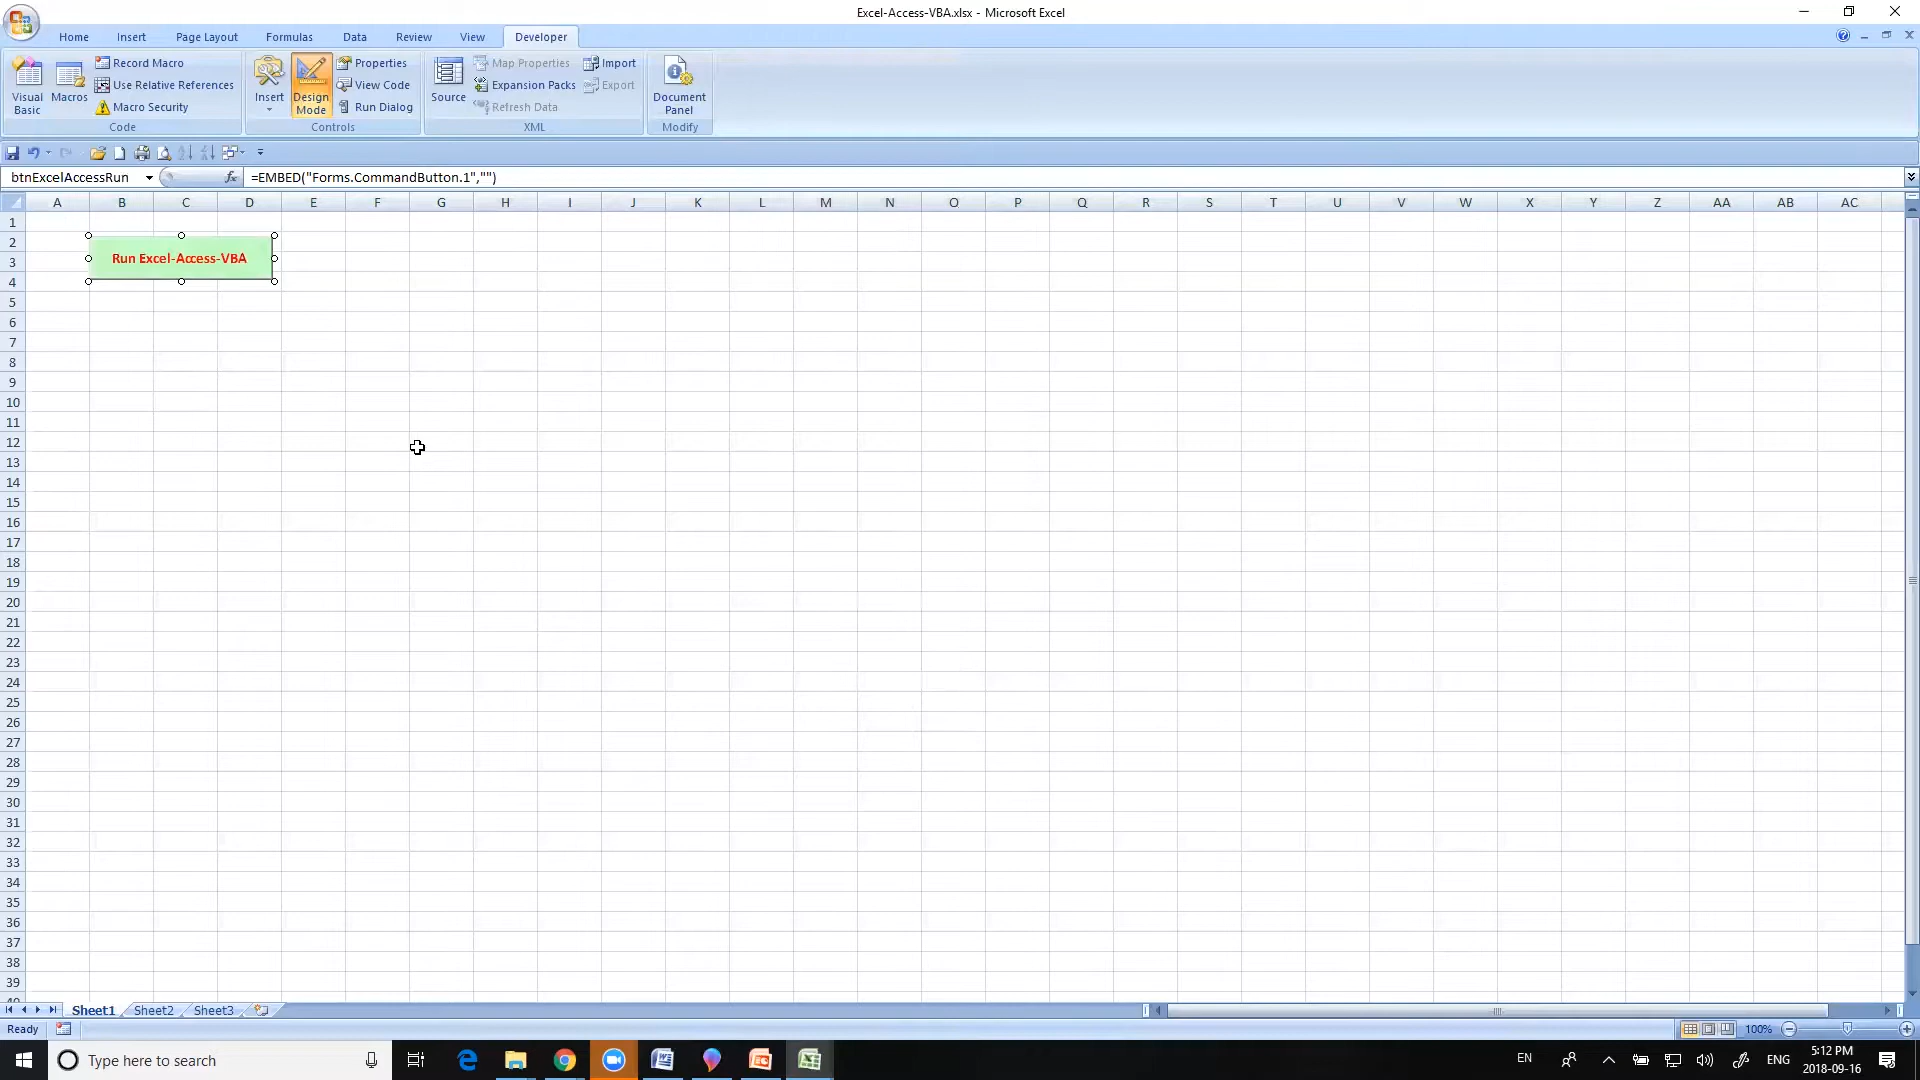 Excel-Access-VBA.xlsx - Microsoft Excel
Home Insert Page Layout Formulas Data Review View Developer
Visual Basic
Macros
Record Macro
Use Relative References
Macro Security
Code
Insert
Design Mode
Properties
View Code
Run Dialog
Controls
Source
Map Properties
Expansion Packs
Refresh Data
Import
Export
XML
Document Panel
Modify
btnExcelAccessRun
fx
=EMBED("Forms.CommandButton.1","")
A B C D E F G H I J K L M N O P Q R S T U V W X Y Z AA AB AC
1
2
3
Run Excel-Access-VBA
4
5
6
7
8
9
10
11
12
13
14
15
16
17
18
19
20
21
22
23
24
25
26
27
28
29
30
31
32
33
34
35
36
37
38
39
Sheet1 Sheet2 Sheet3
Ready
100%
Type here to search
EN
ENG
5:12 PM
2018-09-16